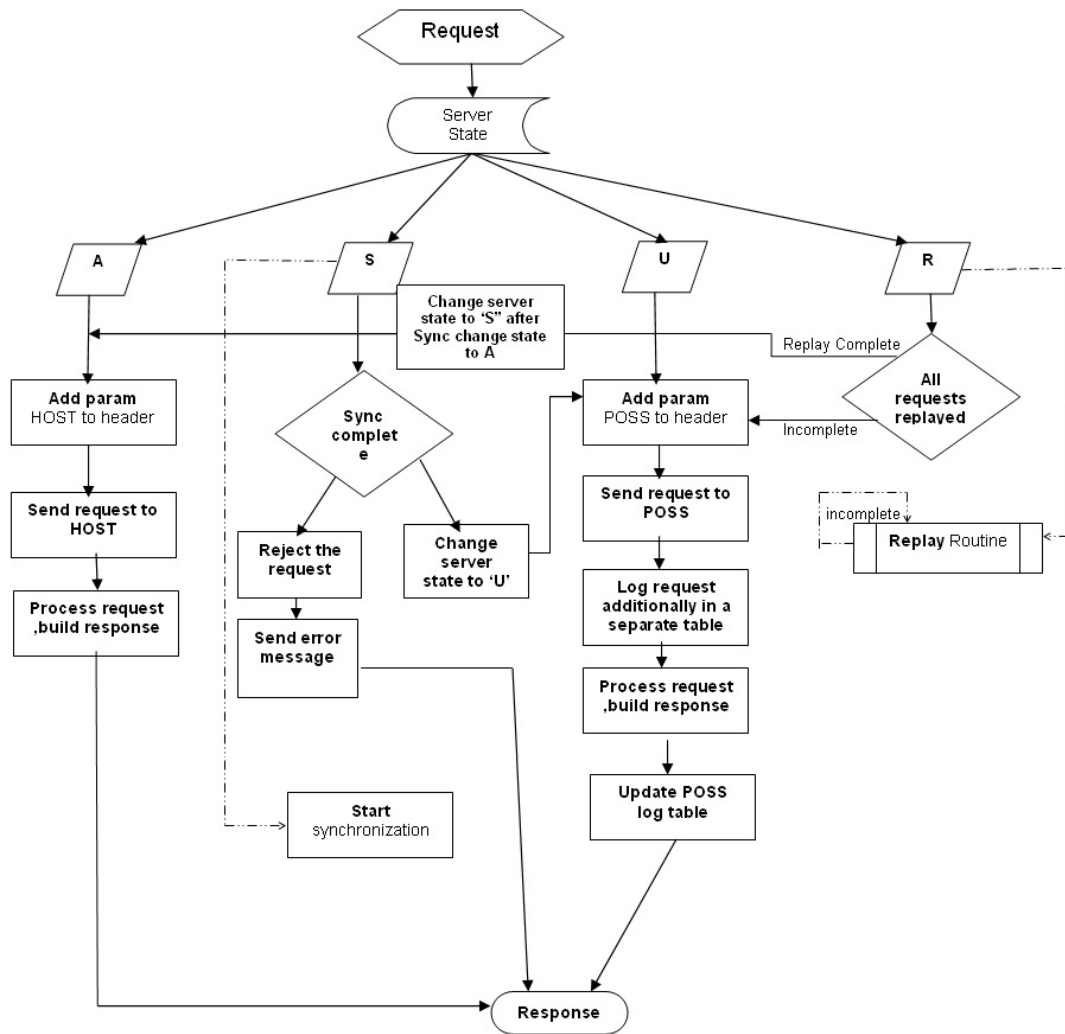 Request
Server
State
A
S
U
R
Change server
state to ‘S” after
Sync change state
to A
Replay Complete
All
requests
replayed
Add param
HOST to header
Sync
complet
e
Add param
POSS to header
Incomplete
Send request to
HOST
Reject the
request
Change
server
state to ‘U’
Send request to
POSS
incomplete
Replay Routine
Process request
,build response
Send error
message
Log request
additionally in a
separate table
Process request
,build response
Start
synchronization
Update POSS
log table
Response